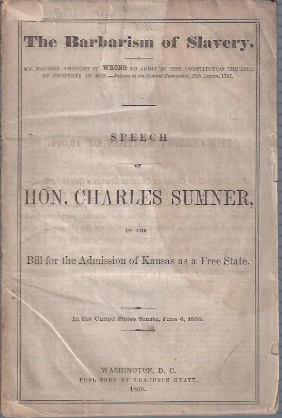 The Barbarism of Slavery.
MR. MADISON THOUGHT IT WRONG TO ADMIT IN THE CONSTITUTION THE IDEA
OF PROPERTY IN MEN.—Debates in the Federal Convention, 25th August, 1787.
SPEECH
OF
HON. CHARLES SUMNER,
ON THE
Bill for the Admission of Kansas as a Free State.
In the United States Senate, June 4, 1860.
WASHINGTON, D. C.
PUBLISHED BY THADDEUS HYATT.
1860.